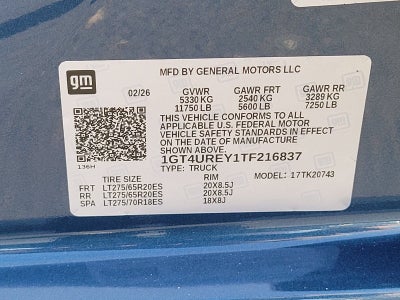 gm
MFD BY GENERAL MOTORS LLC
02/26 GVWR GAWR FRT GAWR RR
5330 KG 2540 KG 3289 KG
11750 LB 5600 LB 7250 LB
THIS VEHICLE CONFORMS TO ALL
APPLICABLE U.S. FEDERAL MOTOR
VEHICLE SAFETY STANDARDS IN EFFECT
ON THE DATE OF MANUFACTURE
SHOWN ABOVE.
136H
1GT4UREY1TF216837
TYPE: TRUCK MODEL: 17TK20743
TIRE SIZE RIM
FRT LT275/65R20ES 20X8.5J
RR LT275/65R20ES 20X8.5J
SPA LT275/70R18ES 18X8J